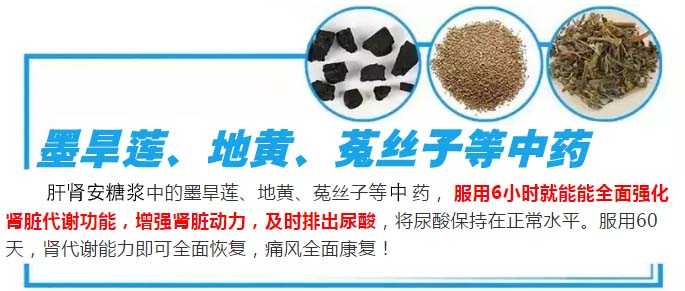 墨旱莲、地黄、菟丝子等中药
肝肾安糖浆中的墨旱莲、地黄、菟丝子等中药，服用6小时就能能全面强化
肾脏代谢功能，增强肾脏动力，及时排出尿酸，将尿酸保持在正常水平。服用60
天，肾代谢能力即可全面恢复，痛风全面康复！